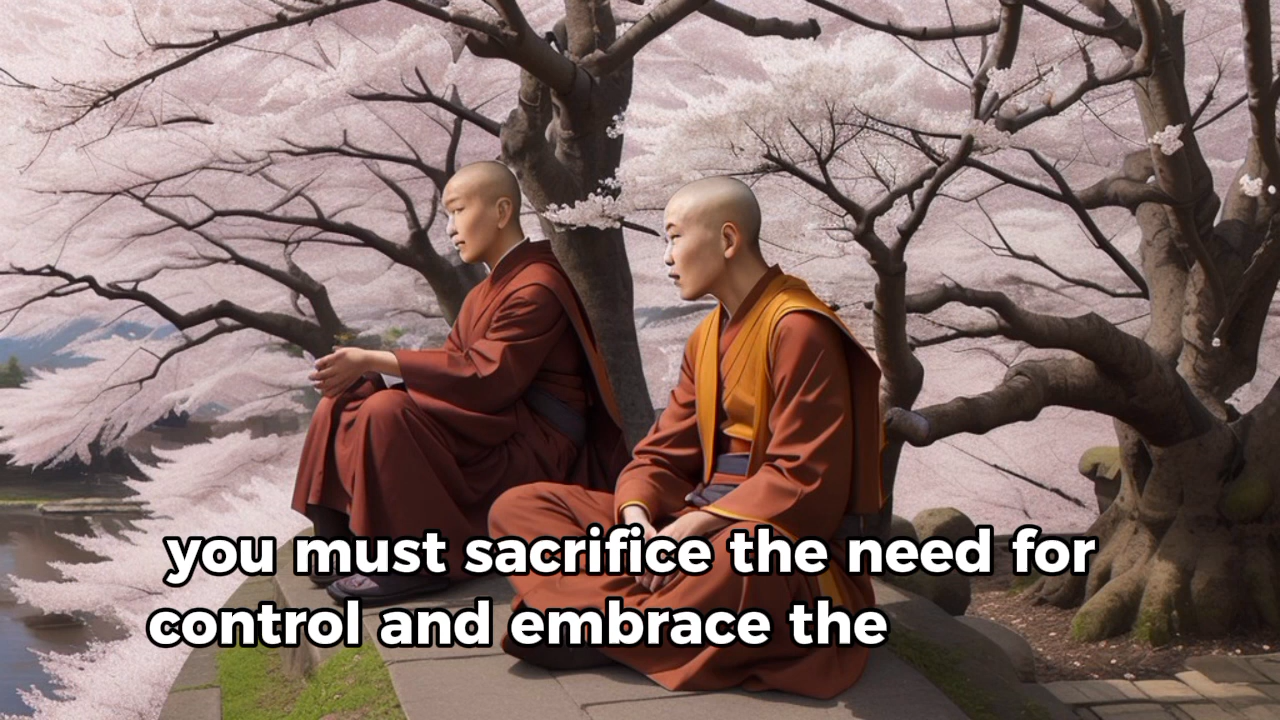 you must sacrifice the need for
control and embrace the